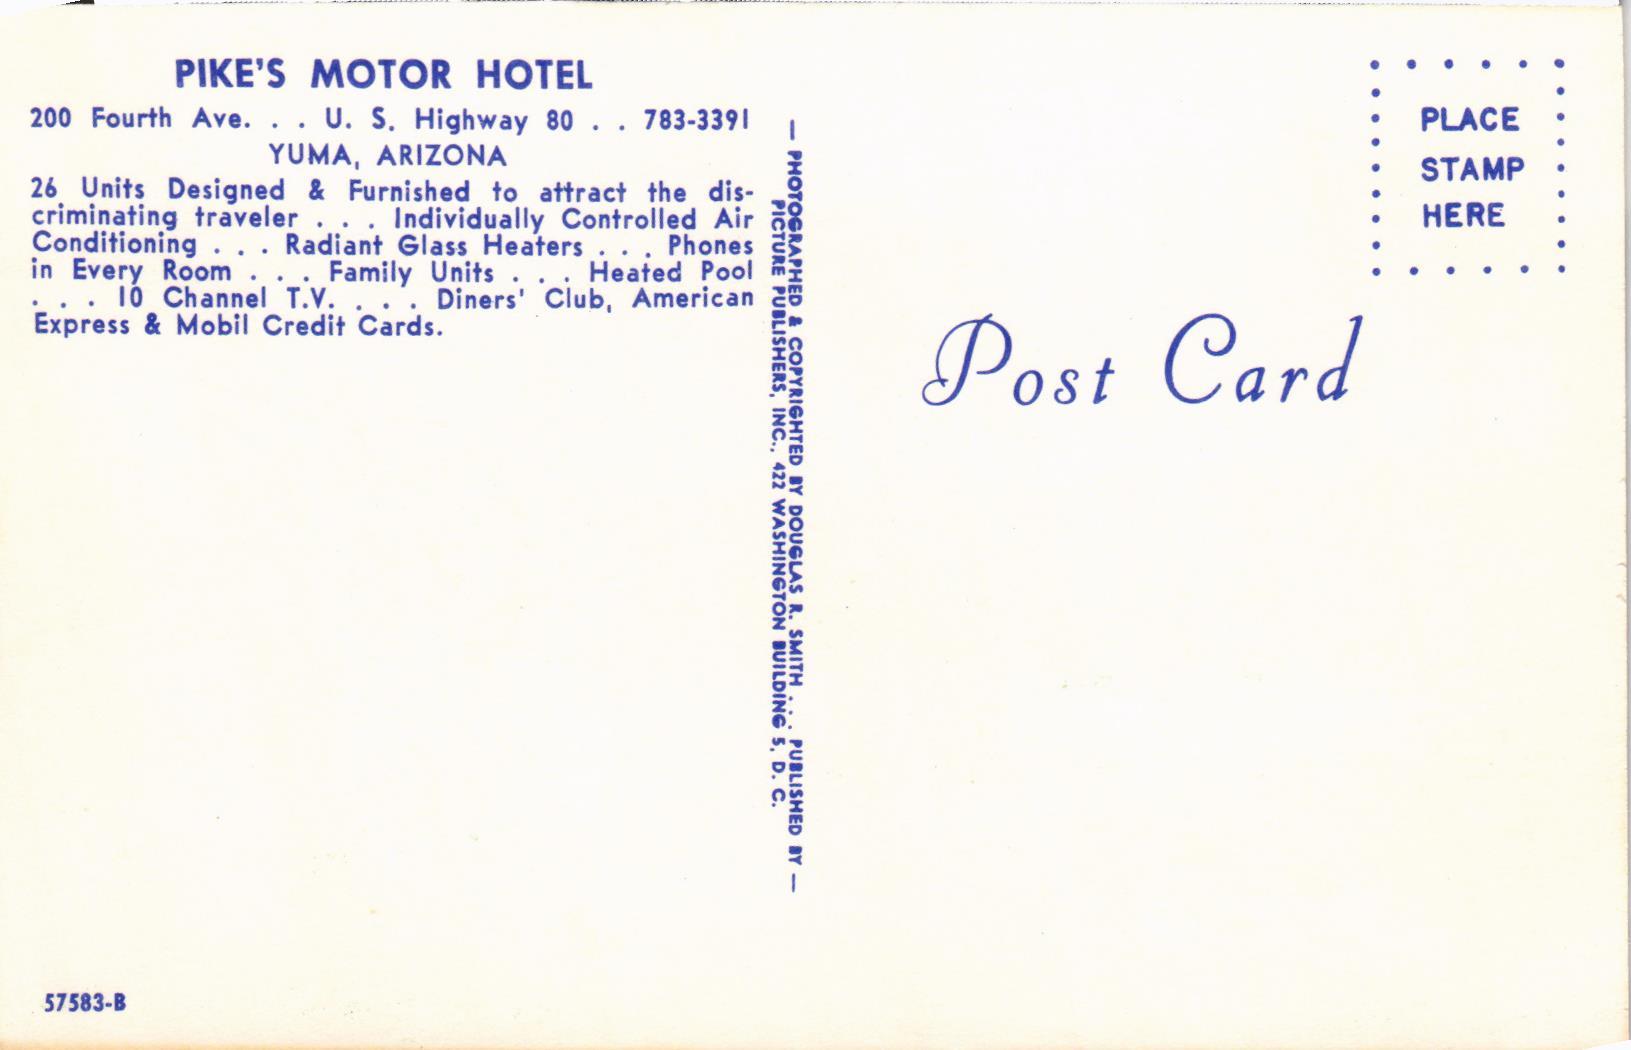 PIKE'S MOTOR HOTEL
200 Fourth Ave. . . U. S. Highway 80 . . 783-3391
YUMA, ARIZONA
26 Units Designed & Furnished to attract the dis-
criminating traveler . . . Individually Controlled Air
Conditioning . . . Radiant Glass Heaters . . . Phones
in Every Room . . . Family Units . . . Heated Pool
. . . 10 Channel T.V. . . . Diners' Club, American
Express & Mobil Credit Cards.
57583-B
— PHOTOGRAPHED & COPYRIGHTED BY DOUGLAS R. SMITH . . . PUBLISHED BY —
PICTURE PUBLISHERS, INC., 422 WASHINGTON BUILDING 5, D. C.
PLACE
STAMP
HERE
Post Card